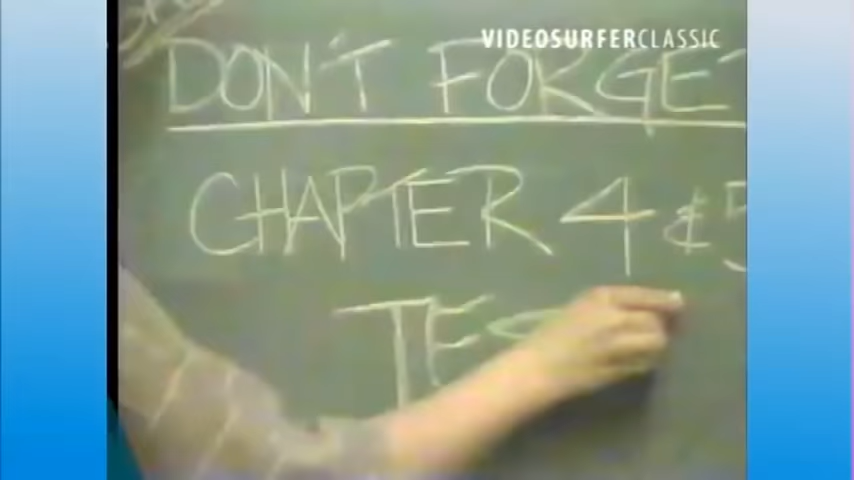 VIDEOSURFERCLASSIC
DON'T FORGET
CHAPTER 4 & 5
TES